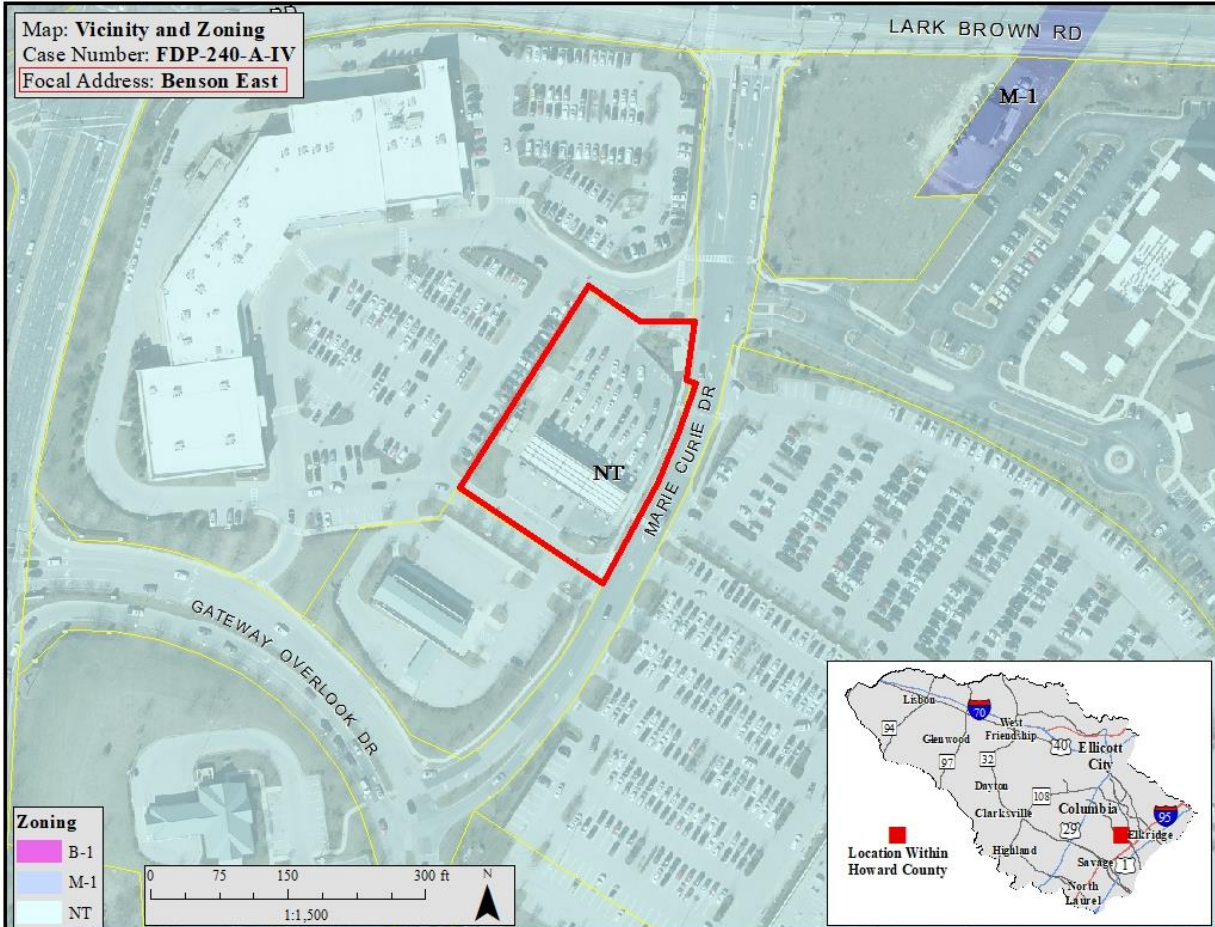 Map: Vicinity and Zoning
Case Number: FDP-240-A-IV
Focal Address: Benson East
RD
LARK BROWN RD
M-1
NT
MARIE CURIE DR
GATEWAY OVERLOOK DR
Zoning
B-1
M-1
NT
0 75 150 300 ft
1:1,500
N
Lisbon
70
94
West
Friendship
Glenwood
40
Ellicott
City
97
32
Dayton
108
Clarksville
Columbia
95
29
Elkridge
Highland
Savage
1
North
Laurel
Location Within
Howard County